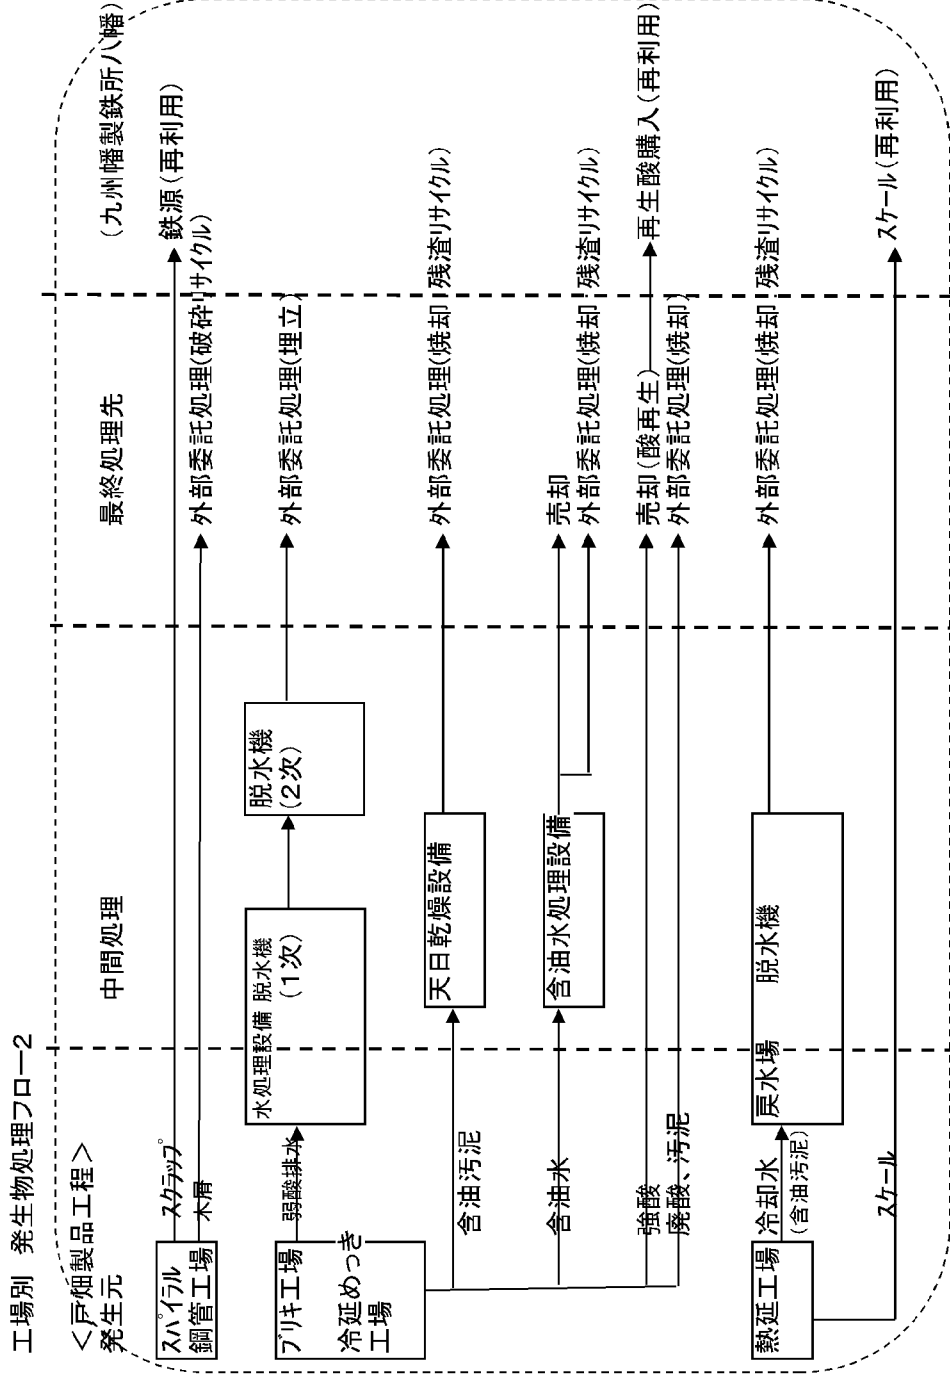 工場別 発生物処理フロー2
＜戸畑製品工程＞
発生元
中間処理
最終処理先
(九州幡製鉄所八幡)
スパイラル
鋼管工場
スクラップ
木屑
鉄源(再利用)
外部委託処理(破砕リサイクル)
ブリキ工場
冷延めっき
工場
弱酸排水
水処理設備 脱水機
(1次)
脱水機
(2次)
外部委託処理(埋立)
含油汚泥
天日乾燥設備
外部委託処理(焼却 残渣リサイクル)
含油水
含油水処理設備
売却
外部委託処理(焼却 残渣リサイクル)
強酸
廃酸、汚泥
売却(酸再生)
再生酸購入(再利用)
外部委託処理(焼却)
熱延工場
冷却水
(含油汚泥)
戻水場 脱水機
外部委託処理(焼却 残渣リサイクル)
スケール
スケール(再利用)